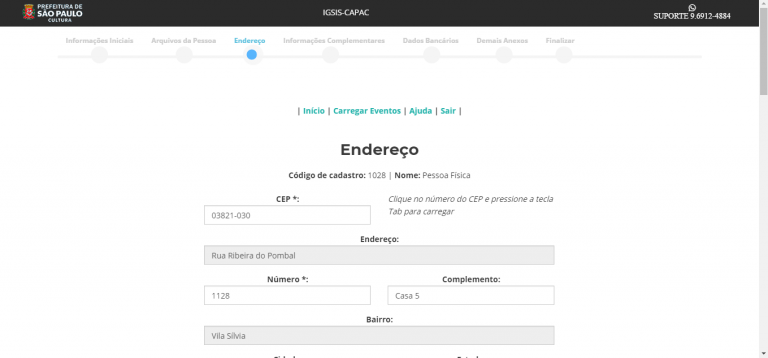 PREFEITURA DE
SÃO PAULO
CULTURA
IGSIS-CAPAC
SUPORTE 9.6912-4884
Informações Iniciais Arquivos da Pessoa Endereço Informações Complementares Dados Bancários Demais Anexos Finalizar
| Início | Carregar Eventos | Ajuda | Sair |
Endereço
Código de cadastro: 1028 | Nome: Pessoa Física
CEP *:
Clique no número do CEP e pressione a tecla
Tab para carregar
03821-030
Endereço:
Rua Ribeira do Pombal
Número *: Complemento:
1128 Casa 5
Bairro:
Vila Sílvia